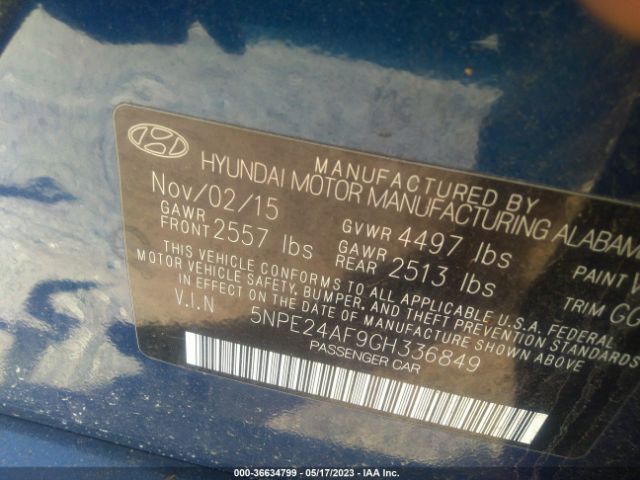 MANUFACTURED BY
HYUNDAI MOTOR MANUFACTURING ALABAM
Nov/02/15
GAWR FRONT 2557 lbs
GVWR 4497 lbs
GAWR REAR 2513 lbs
THIS VEHICLE CONFORMS TO ALL APPLICABLE U.S.A. FEDERAL
MOTOR VEHICLE SAFETY, BUMPER, AND THEFT PREVENTION STANDARDS
IN EFFECT ON THE DATE OF MANUFACTURE SHOWN ABOVE
V.I.N 5NPE24AF9GH336849
PASSENGER CAR
PAINT
TRIM GC
000-36634799 - 05/17/2023 - IAA Inc.